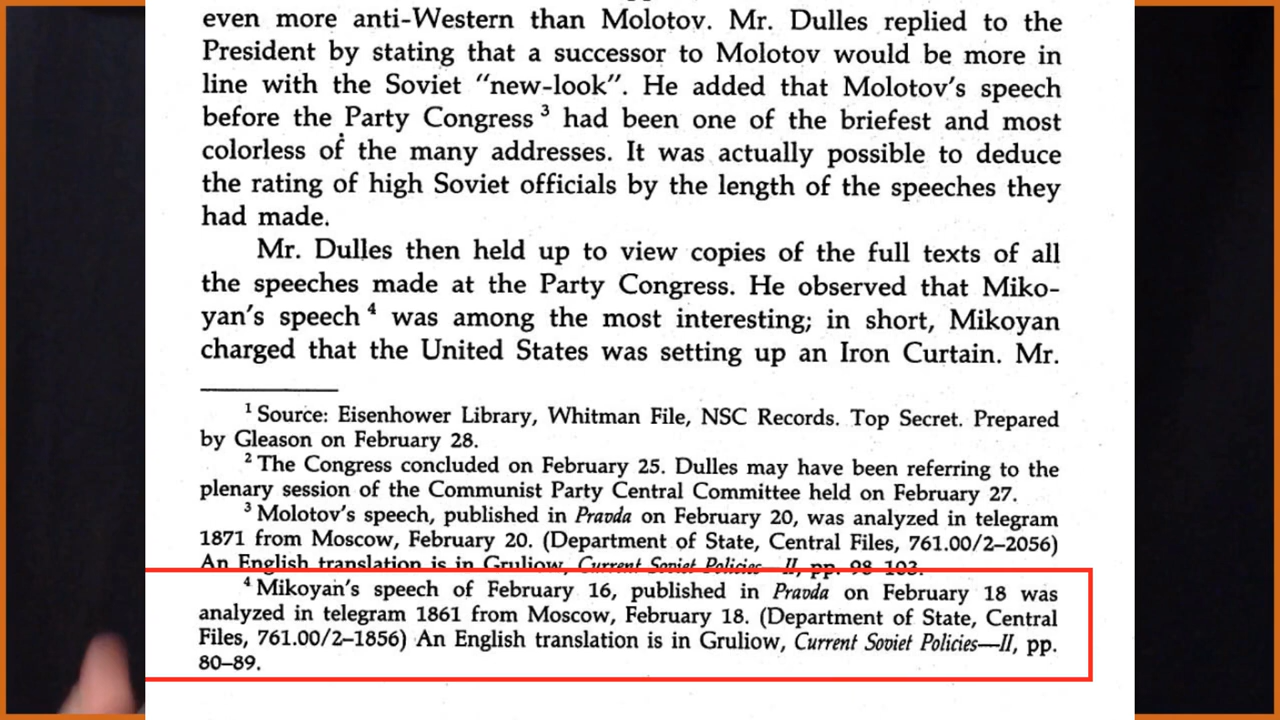 even more anti-Western than Molotov. Mr. Dulles replied to the
President by stating that a successor to Molotov would be more in
line with the Soviet “new-look”. He added that Molotov’s speech
before the Party Congress ³ had been one of the briefest and most
colorless of the many addresses. It was actually possible to deduce
the rating of high Soviet officials by the length of the speeches they
had made.
Mr. Dulles then held up to view copies of the full texts of all
the speeches made at the Party Congress. He observed that Miko-
yan’s speech ⁴ was among the most interesting; in short, Mikoyan
charged that the United States was setting up an Iron Curtain. Mr.
¹ Source: Eisenhower Library, Whitman File, NSC Records. Top Secret. Prepared
by Gleason on February 28.
² The Congress concluded on February 25. Dulles may have been referring to the
plenary session of the Communist Party Central Committee held on February 27.
³ Molotov’s speech, published in Pravda on February 20, was analyzed in telegram
1871 from Moscow, February 20. (Department of State, Central Files, 761.00/2–2056)
An English translation is in Gruliow, Current Soviet Policies—II, pp. 98–103.
⁴ Mikoyan’s speech of February 16, published in Pravda on February 18 was
analyzed in telegram 1861 from Moscow, February 18. (Department of State, Central
Files, 761.00/2–1856) An English translation is in Gruliow, Current Soviet Policies—II, pp.
80–89.